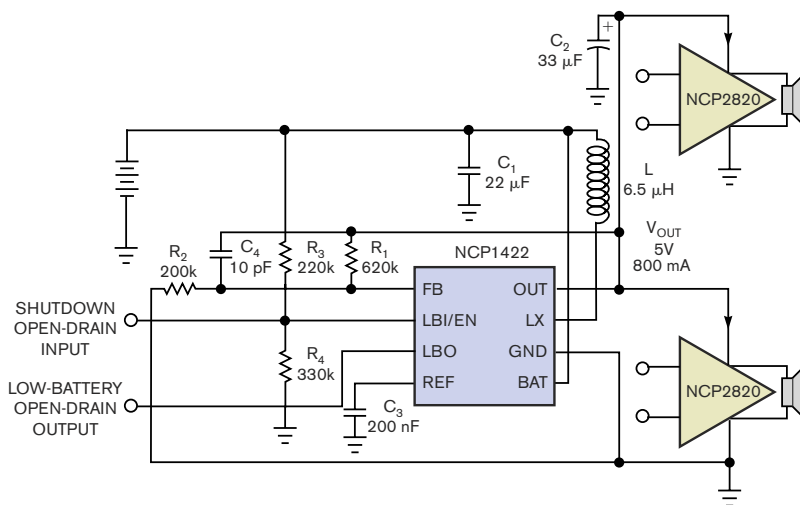 C2
33 µF
+
NCP2820
C1
22 µF
L
6.5 µH
VOUT
5V
800 mA
R2
200k
C4
10 pF
R3
220k
R1
620k
NCP1422
FB
OUT
SHUTDOWN
OPEN-DRAIN
INPUT
LBI/EN
LX
R4
330k
LBO
GND
LOW-BATTERY
OPEN-DRAIN
OUTPUT
REF
BAT
C3
200 nF
NCP2820